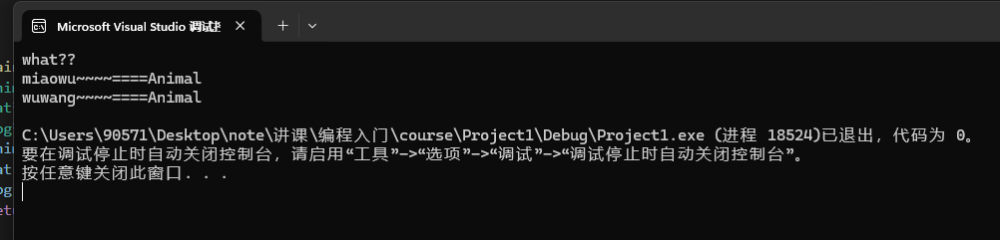 Microsoft Visual Studio 调试控
what??
miaowu~~~~====Animal
wuwang~~~~====Animal
C:\Users\90571\Desktop\note\讲课\编程入门\course\Project1\Debug\Project1.exe (进程 18524)已退出，代码为 0。
要在调试停止时自动关闭控制台，请启用“工具”->“选项”->“调试”->“调试停止时自动关闭控制台”。
按任意键关闭此窗口. . .